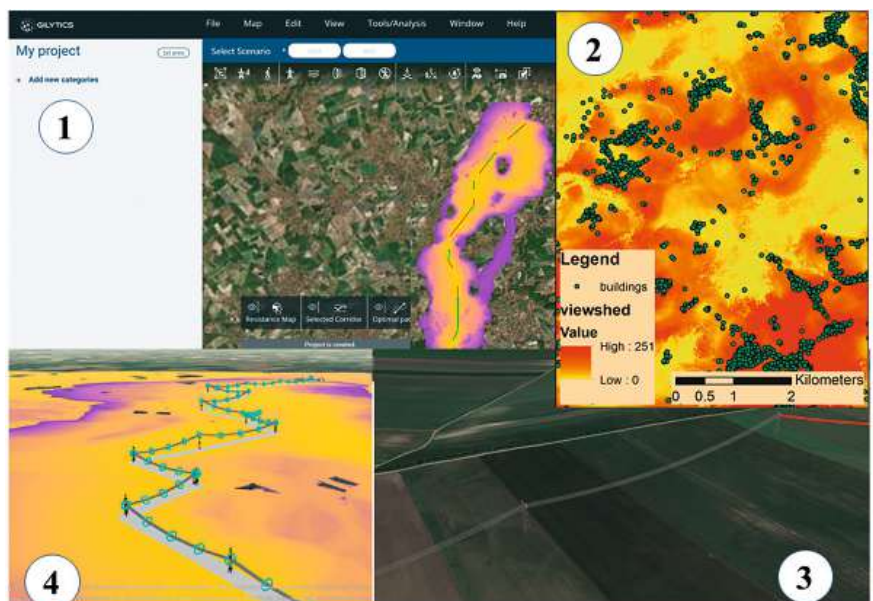 GILYTICS
File Map Edit View Tools/Analysis Window Help
My project
Select Scenario
Add new categories
1
2
3
4
Resistance Map
Selected Corridor
Optimal pa
Project is covered
Legend
buildings
viewshed
Value
High : 251
Low : 0
Kilometers
0 0.5 1 2